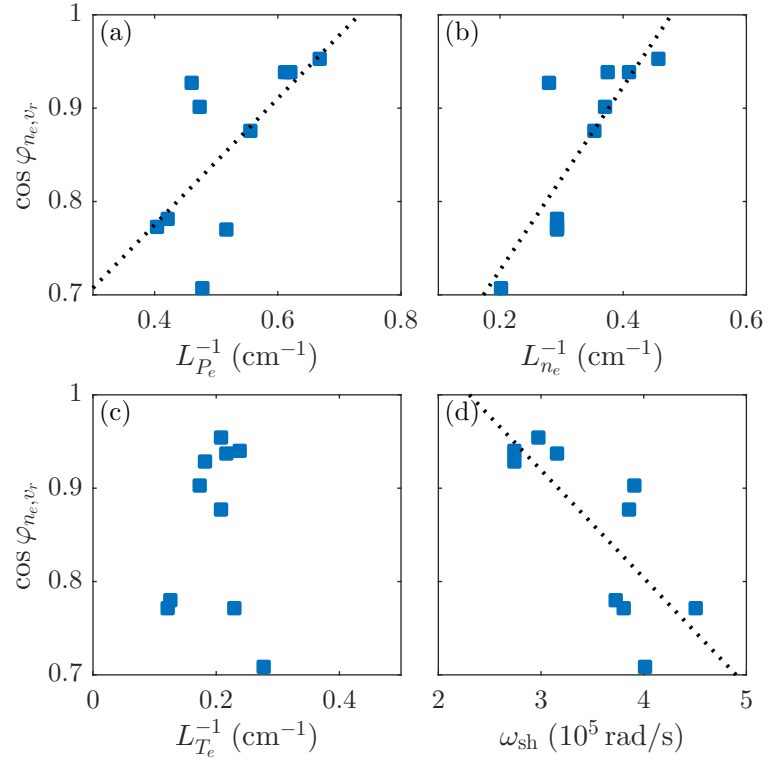 (a)
1
0.9
0.8
0.7
cos φ_{n_e,v_r}
0.4 0.6 0.8
L_{P_e}^{-1} (cm^{-1})
(b)
0.2 0.4 0.6
L_{n_e}^{-1} (cm^{-1})
(c)
1
0.9
0.8
0.7
cos φ_{n_e,v_r}
0 0.2 0.4
L_{T_e}^{-1} (cm^{-1})
(d)
2 3 4 5
ω_{sh} (10^5 rad/s)